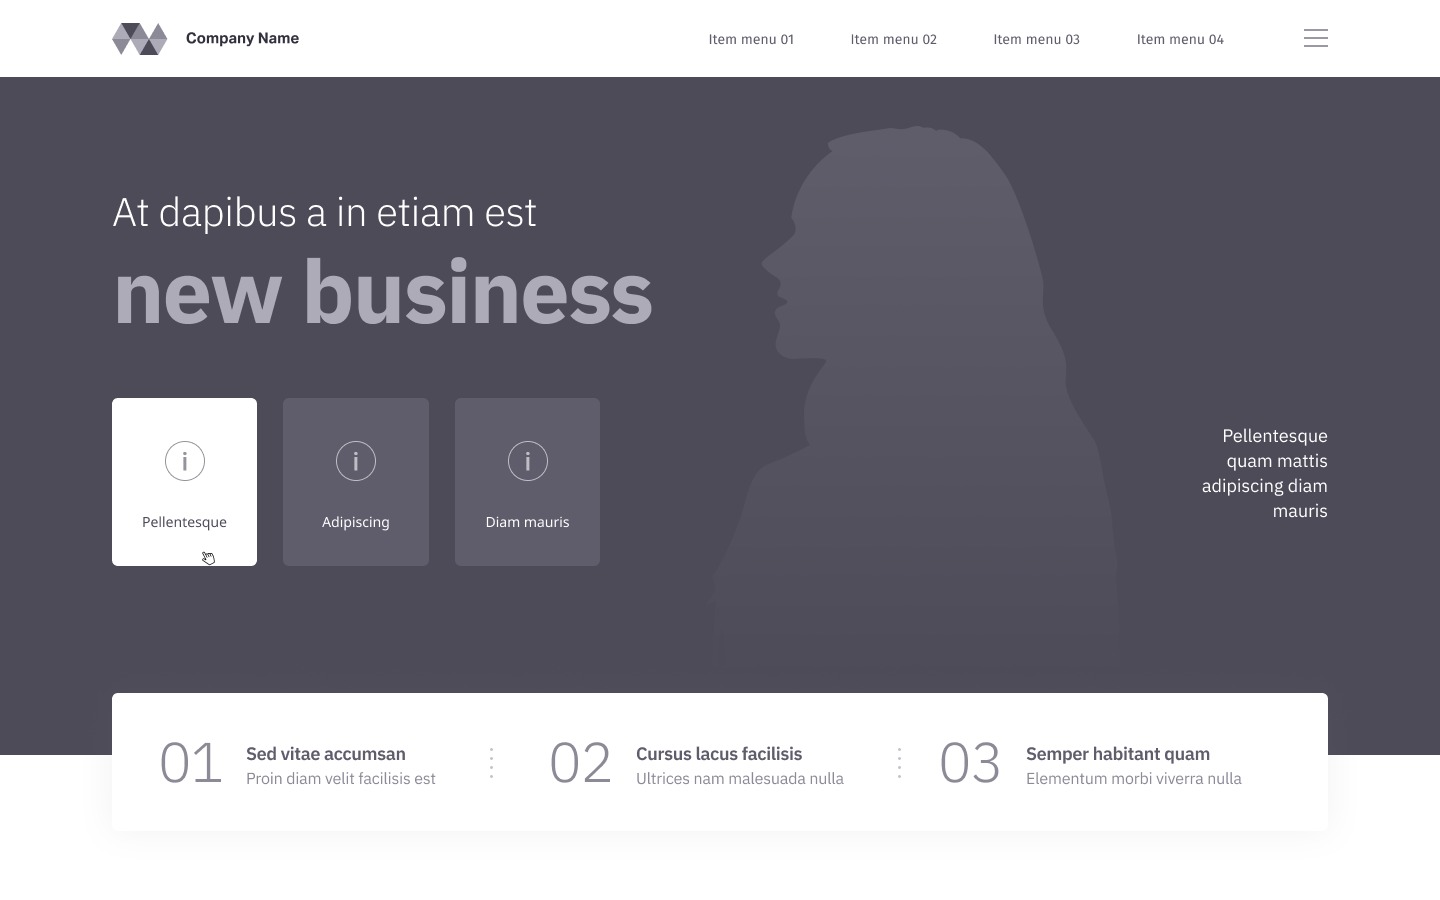 Company Name
Item menu 01
Item menu 02
Item menu 03
Item menu 04
At dapibus a in etiam est
new business
i
Pellentesque
i
Adipiscing
i
Diam mauris
Pellentesque
quam mattis
adipiscing diam
mauris
01
Sed vitae accumsan
Proin diam velit facilisis est
02
Cursus lacus facilisis
Ultrices nam malesuada nulla
03
Semper habitant quam
Elementum morbi viverra nulla